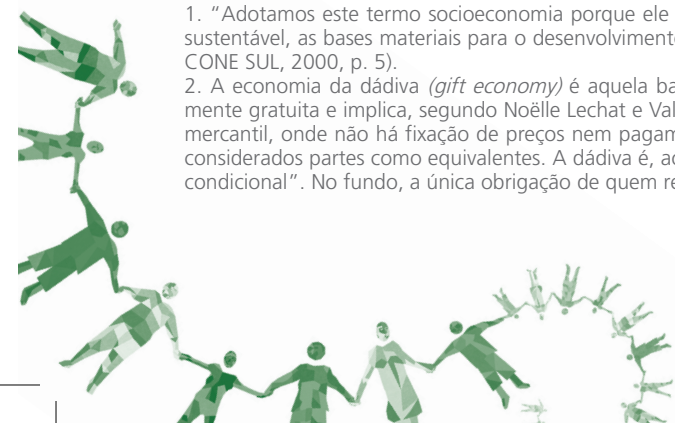 1. “Adotamos este termo socioeconomia porque ele
sustentável, as bases materiais para o desenvolvimento
CONE SUL, 2000, p. 5).
2. A economia da dádiva (gift economy) é aquela ba
mente gratuita e implica, segundo Noëlle Lechat e Val
mercantil, onde não há fixação de preços nem pagam
considerados partes como equivalentes. A dádiva é, ac
condicional”. No fundo, a única obrigação de quem re